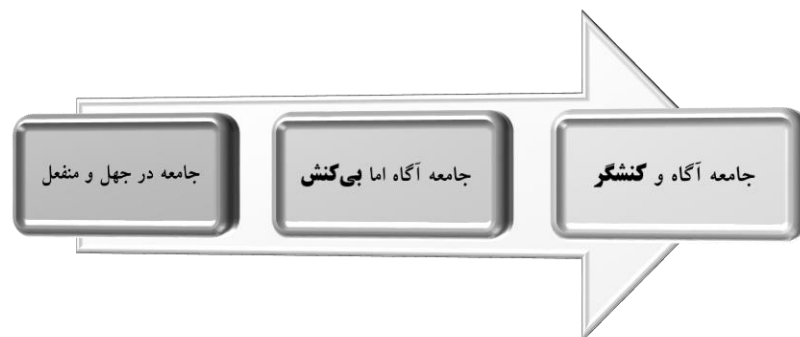 جامعه در جهل و منفعل
جامعه آگاه اما بی‌کنش
جامعه آگاه و کنشگر